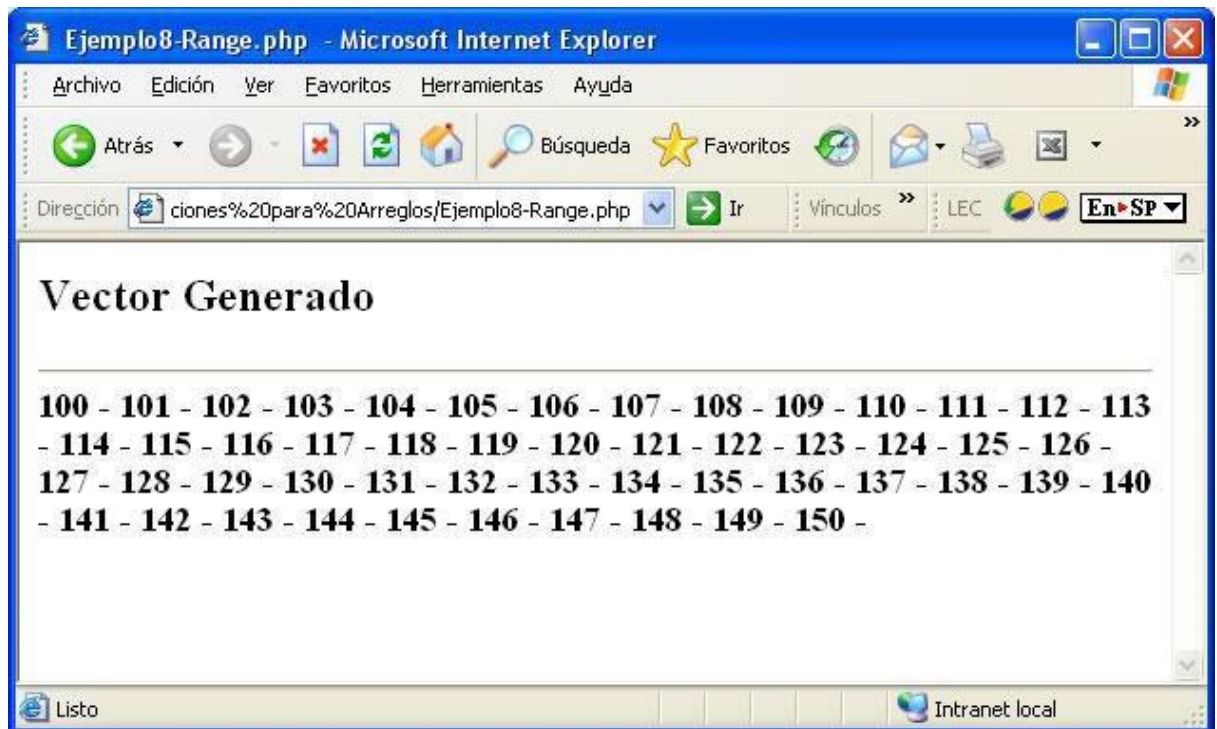 Ejemplo8-Range.php - Microsoft Internet Explorer
Archivo Edición Ver Favoritos Herramientas Ayuda
Atrás Búsqueda Favoritos »
Dirección ciones%20para%20Arreglos/Ejemplo8-Range.php Ir Vínculos » LEC En▸SP
Vector Generado
100 - 101 - 102 - 103 - 104 - 105 - 106 - 107 - 108 - 109 - 110 - 111 - 112 - 113
- 114 - 115 - 116 - 117 - 118 - 119 - 120 - 121 - 122 - 123 - 124 - 125 - 126 -
127 - 128 - 129 - 130 - 131 - 132 - 133 - 134 - 135 - 136 - 137 - 138 - 139 - 140
- 141 - 142 - 143 - 144 - 145 - 146 - 147 - 148 - 149 - 150 -
Listo Intranet local